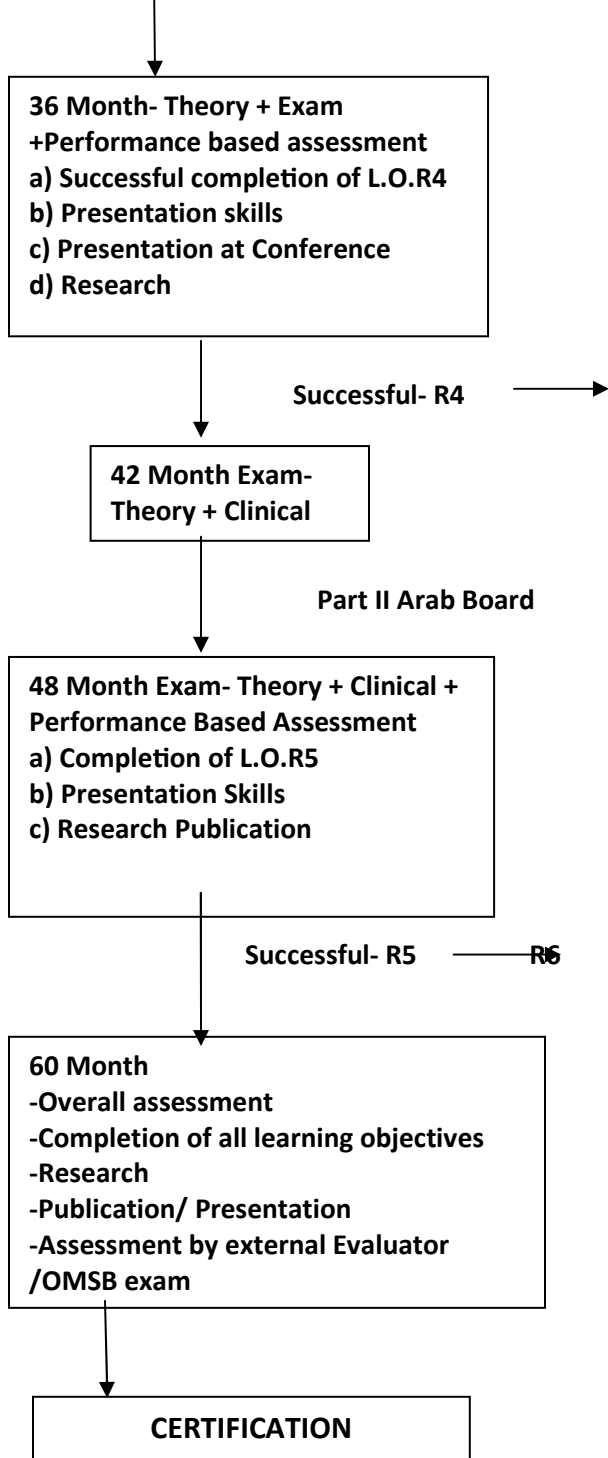 36 Month- Theory + Exam
+Performance based assessment
a) Successful completion of L.O.R4
b) Presentation skills
c) Presentation at Conference
d) Research
Successful- R4
42 Month Exam-
Theory + Clinical
Part II Arab Board
48 Month Exam- Theory + Clinical +
Performance Based Assessment
a) Completion of L.O.R5
b) Presentation Skills
c) Research Publication
Successful- R5 R6
60 Month
-Overall assessment
-Completion of all learning objectives
-Research
-Publication/ Presentation
-Assessment by external Evaluator
/OMSB exam
CERTIFICATION